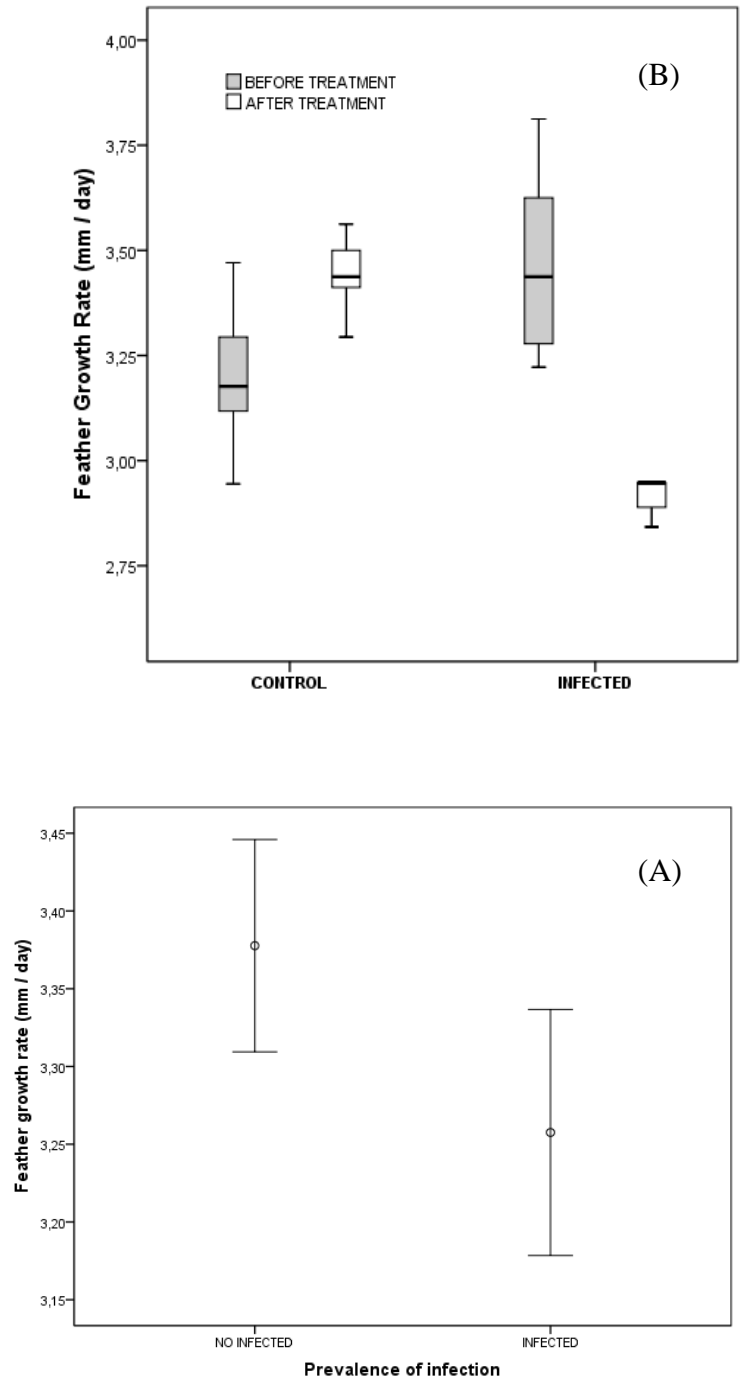 (B)
BEFORE TREATMENT
AFTER TREATMENT
Feather Growth Rate (mm / day)
4,00
3,75
3,50
3,25
3,00
2,75
CONTROL INFECTED
(A)
Feather growth rate (mm / day)
3,45
3,40
3,35
3,30
3,25
3,20
3,15
NO INFECTED INFECTED
Prevalence of infection